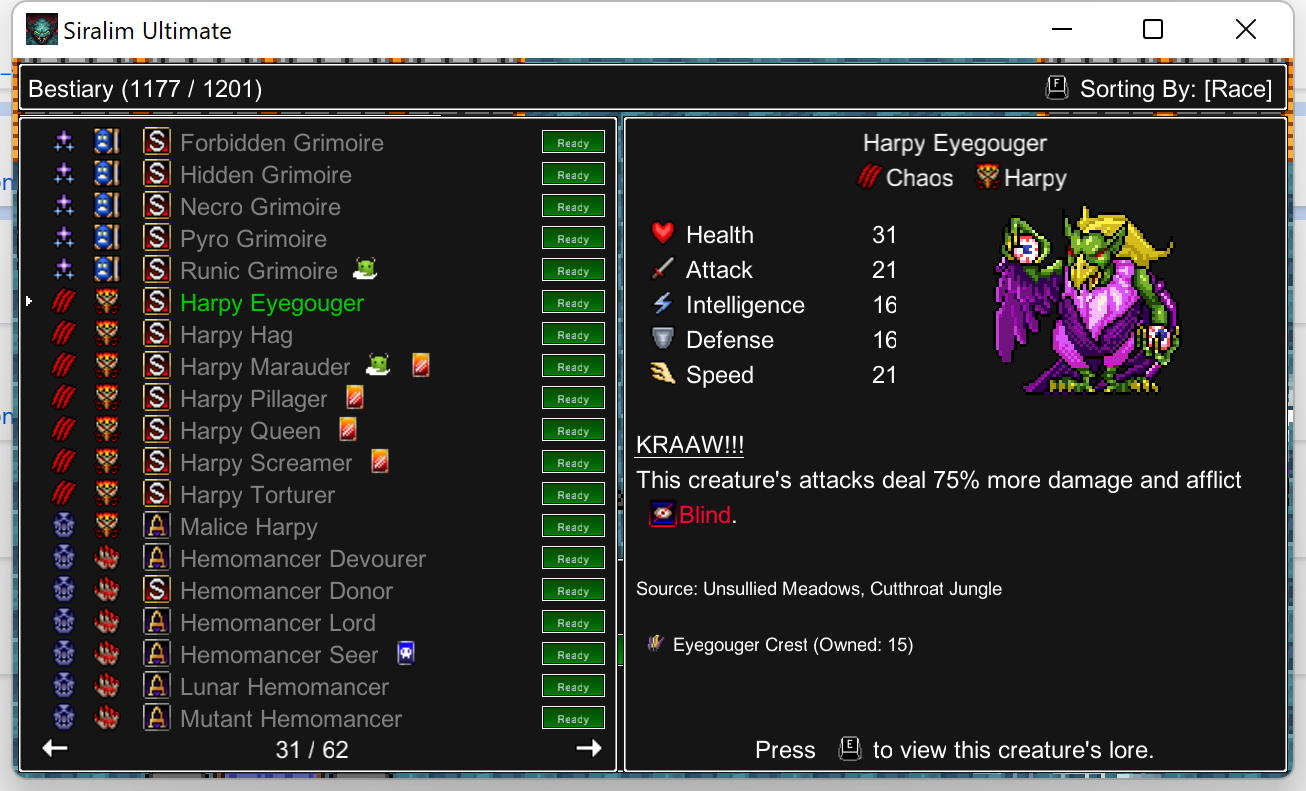 Siralim Ultimate
Bestiary (1177 / 1201)
F Sorting By: [Race]
S Forbidden Grimoire Ready
S Hidden Grimoire Ready
S Necro Grimoire Ready
S Pyro Grimoire Ready
S Runic Grimoire Ready
S Harpy Eyegouger Ready
S Harpy Hag Ready
S Harpy Marauder Ready
S Harpy Pillager Ready
S Harpy Queen Ready
S Harpy Screamer Ready
S Harpy Torturer Ready
A Malice Harpy Ready
A Hemomancer Devourer Ready
S Hemomancer Donor Ready
A Hemomancer Lord Ready
A Hemomancer Seer Ready
A Lunar Hemomancer Ready
A Mutant Hemomancer Ready
31 / 62
Harpy Eyegouger
Chaos Harpy
Health 31
Attack 21
Intelligence 16
Defense 16
Speed 21
KRAAW!!!
This creature's attacks deal 75% more damage and afflict
Blind.
Source: Unsullied Meadows, Cutthroat Jungle
Eyegouger Crest (Owned: 15)
Press E to view this creature's lore.